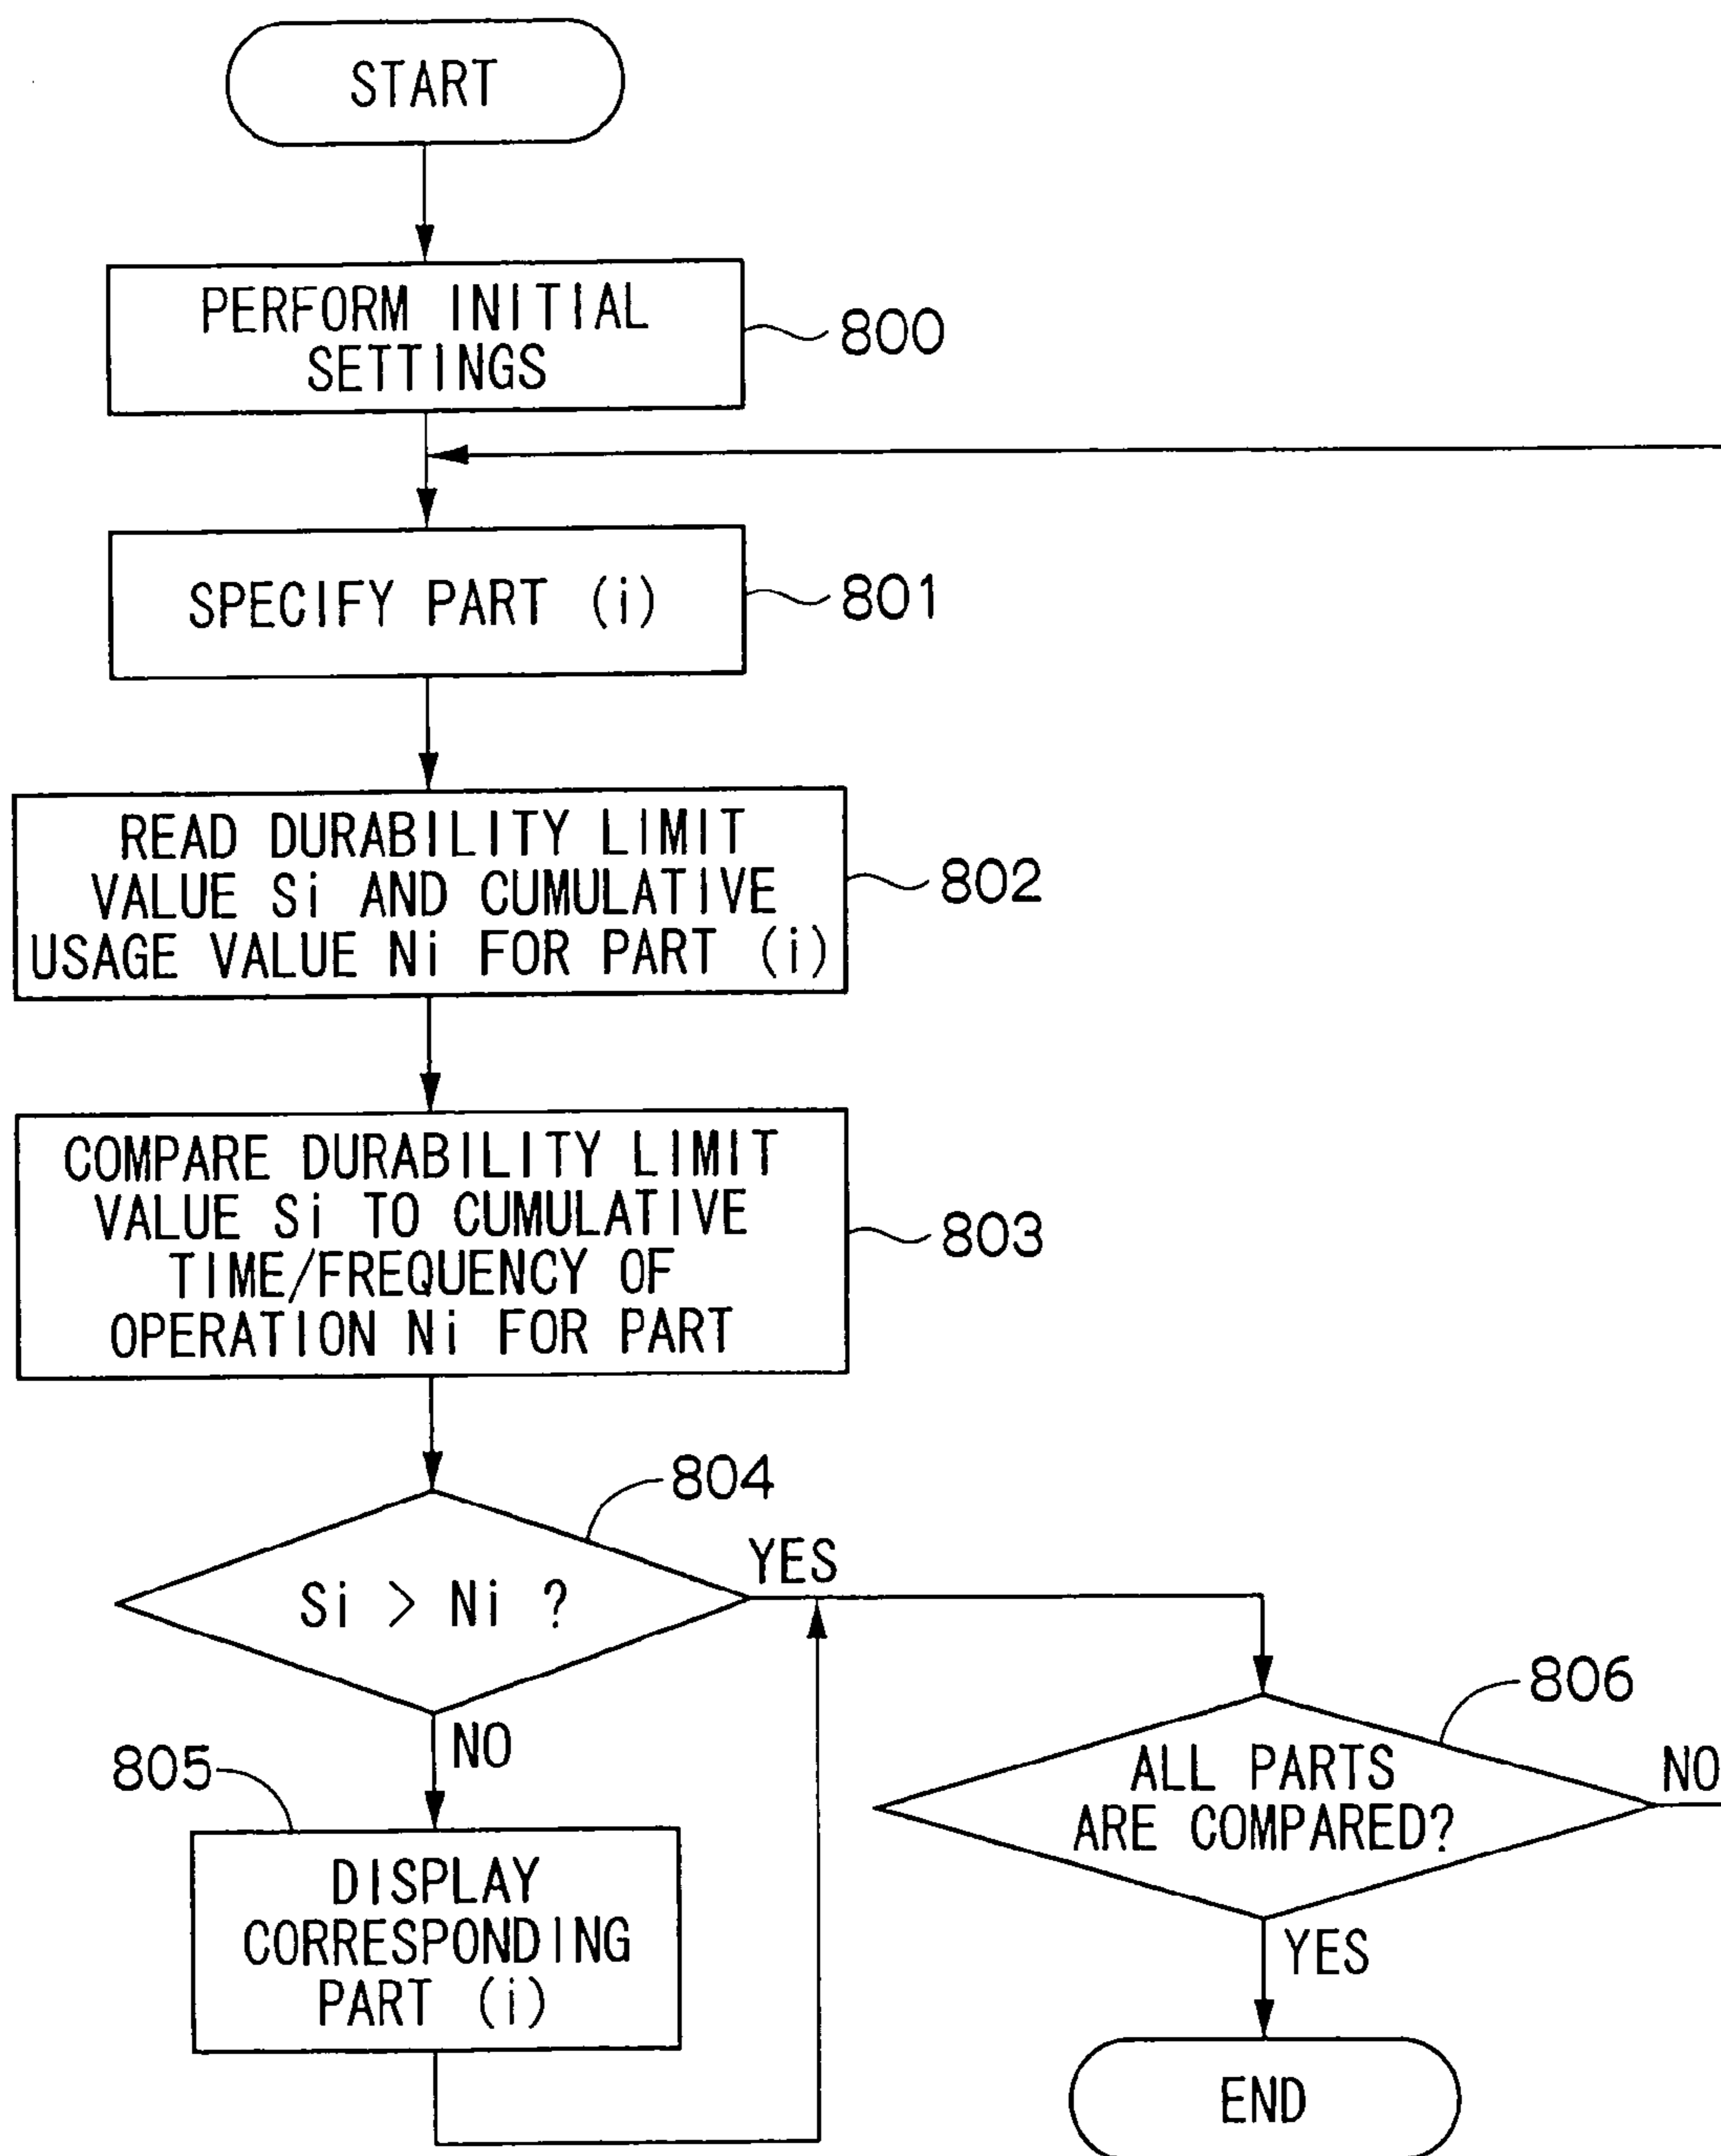 START
PERFORM INITIAL
SETTINGS
800
SPECIFY PART (i)
801
READ DURABILITY LIMIT
VALUE Si AND CUMULATIVE
USAGE VALUE Ni FOR PART (i)
802
COMPARE DURABILITY LIMIT
VALUE Si TO CUMULATIVE
TIME/FREQUENCY OF
OPERATION Ni FOR PART
803
804
Si > Ni ?
YES
NO
805
DISPLAY
CORRESPONDING
PART (i)
806
ALL PARTS
ARE COMPARED?
NO
YES
END